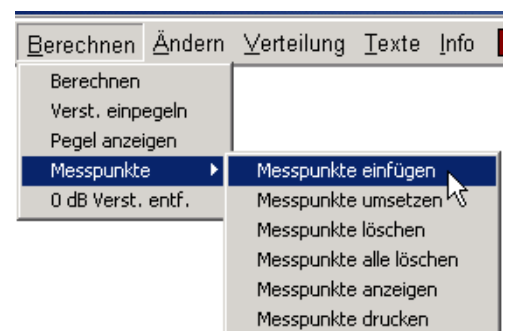 Berechnen Ändern Verteilung Texte Info
Berechnen
Verst. einpegeln
Pegel anzeigen
Messpunkte
0 dB Verst. entf.
Messpunkte einfügen
Messpunkte umsetzen
Messpunkte löschen
Messpunkte alle löschen
Messpunkte anzeigen
Messpunkte drucken